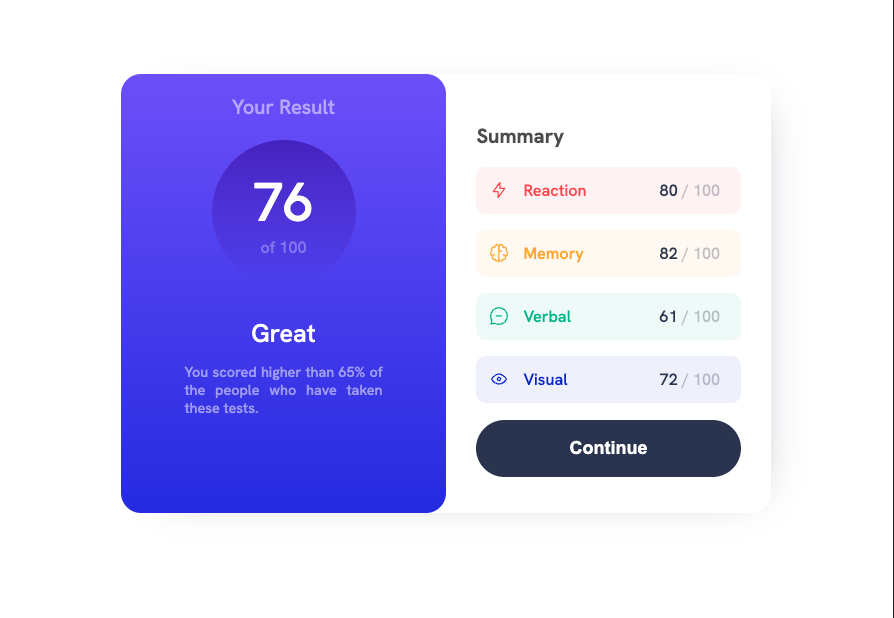 Your Result
76
of 100
Great
You scored higher than 65% of
the people who have taken
these tests.
Summary
Reaction 80 / 100
Memory 82 / 100
Verbal 61 / 100
Visual 72 / 100
Continue